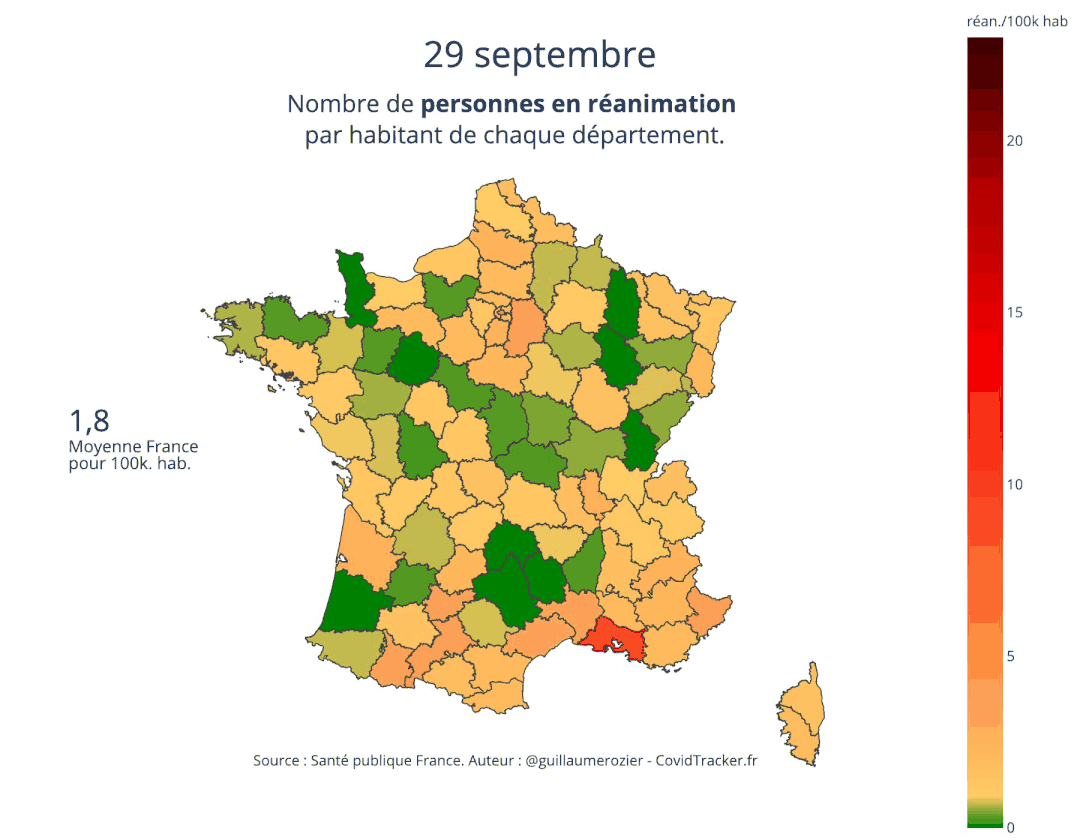 réan./100k hab
29 septembre
Nombre de personnes en réanimation
par habitant de chaque département.
20
15
10
5
0
1,8
Moyenne France
pour 100k. hab.
Source : Santé publique France. Auteur : @guillaumerozier - CovidTracker.fr